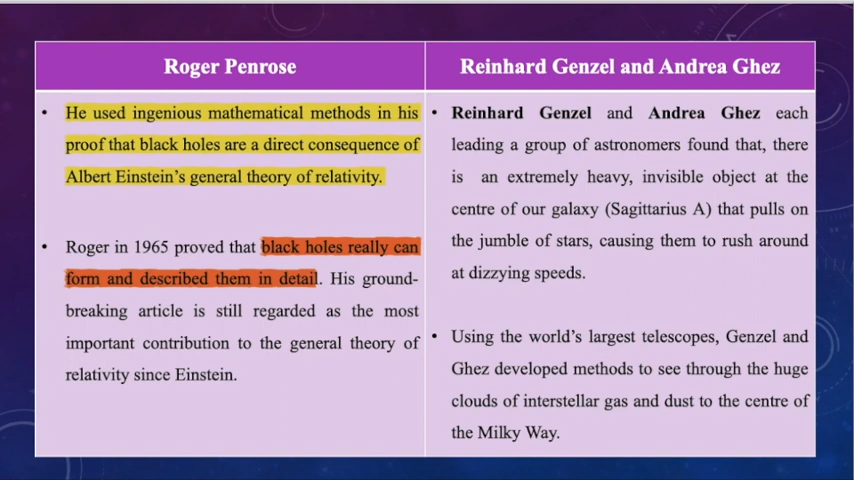 Roger Penrose
• He used ingenious mathematical methods in his
proof that black holes are a direct consequence of
Albert Einstein's general theory of relativity.
• Roger in 1965 proved that black holes really can
form and described them in detail. His ground-
breaking article is still regarded as the most
important contribution to the general theory of
relativity since Einstein.
Reinhard Genzel and Andrea Ghez
• Reinhard Genzel and Andrea Ghez each
leading a group of astronomers found that, there
is an extremely heavy, invisible object at the
centre of our galaxy (Sagittarius A) that pulls on
the jumble of stars, causing them to rush around
at dizzying speeds.
• Using the world's largest telescopes, Genzel and
Ghez developed methods to see through the huge
clouds of interstellar gas and dust to the centre of
the Milky Way.